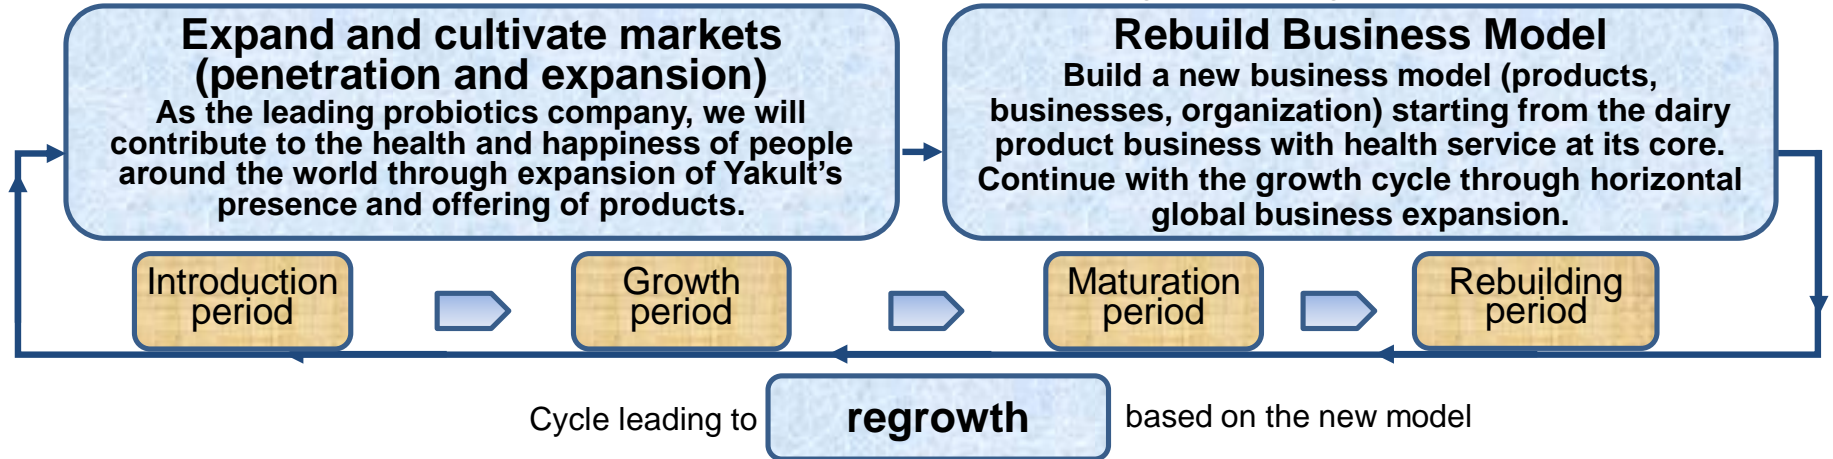 Expand and cultivate markets
(penetration and expansion)
As the leading probiotics company, we will
contribute to the health and happiness of people
around the world through expansion of Yakult's
presence and offering of products.
Rebuild Business Model
Build a new business model (products,
businesses, organization) starting from the dairy
product business with health service at its core.
Continue with the growth cycle through horizontal
global business expansion.
Introduction
period
Growth
period
Maturation
period
Rebuilding
period
Cycle leading to regrowth based on the new model